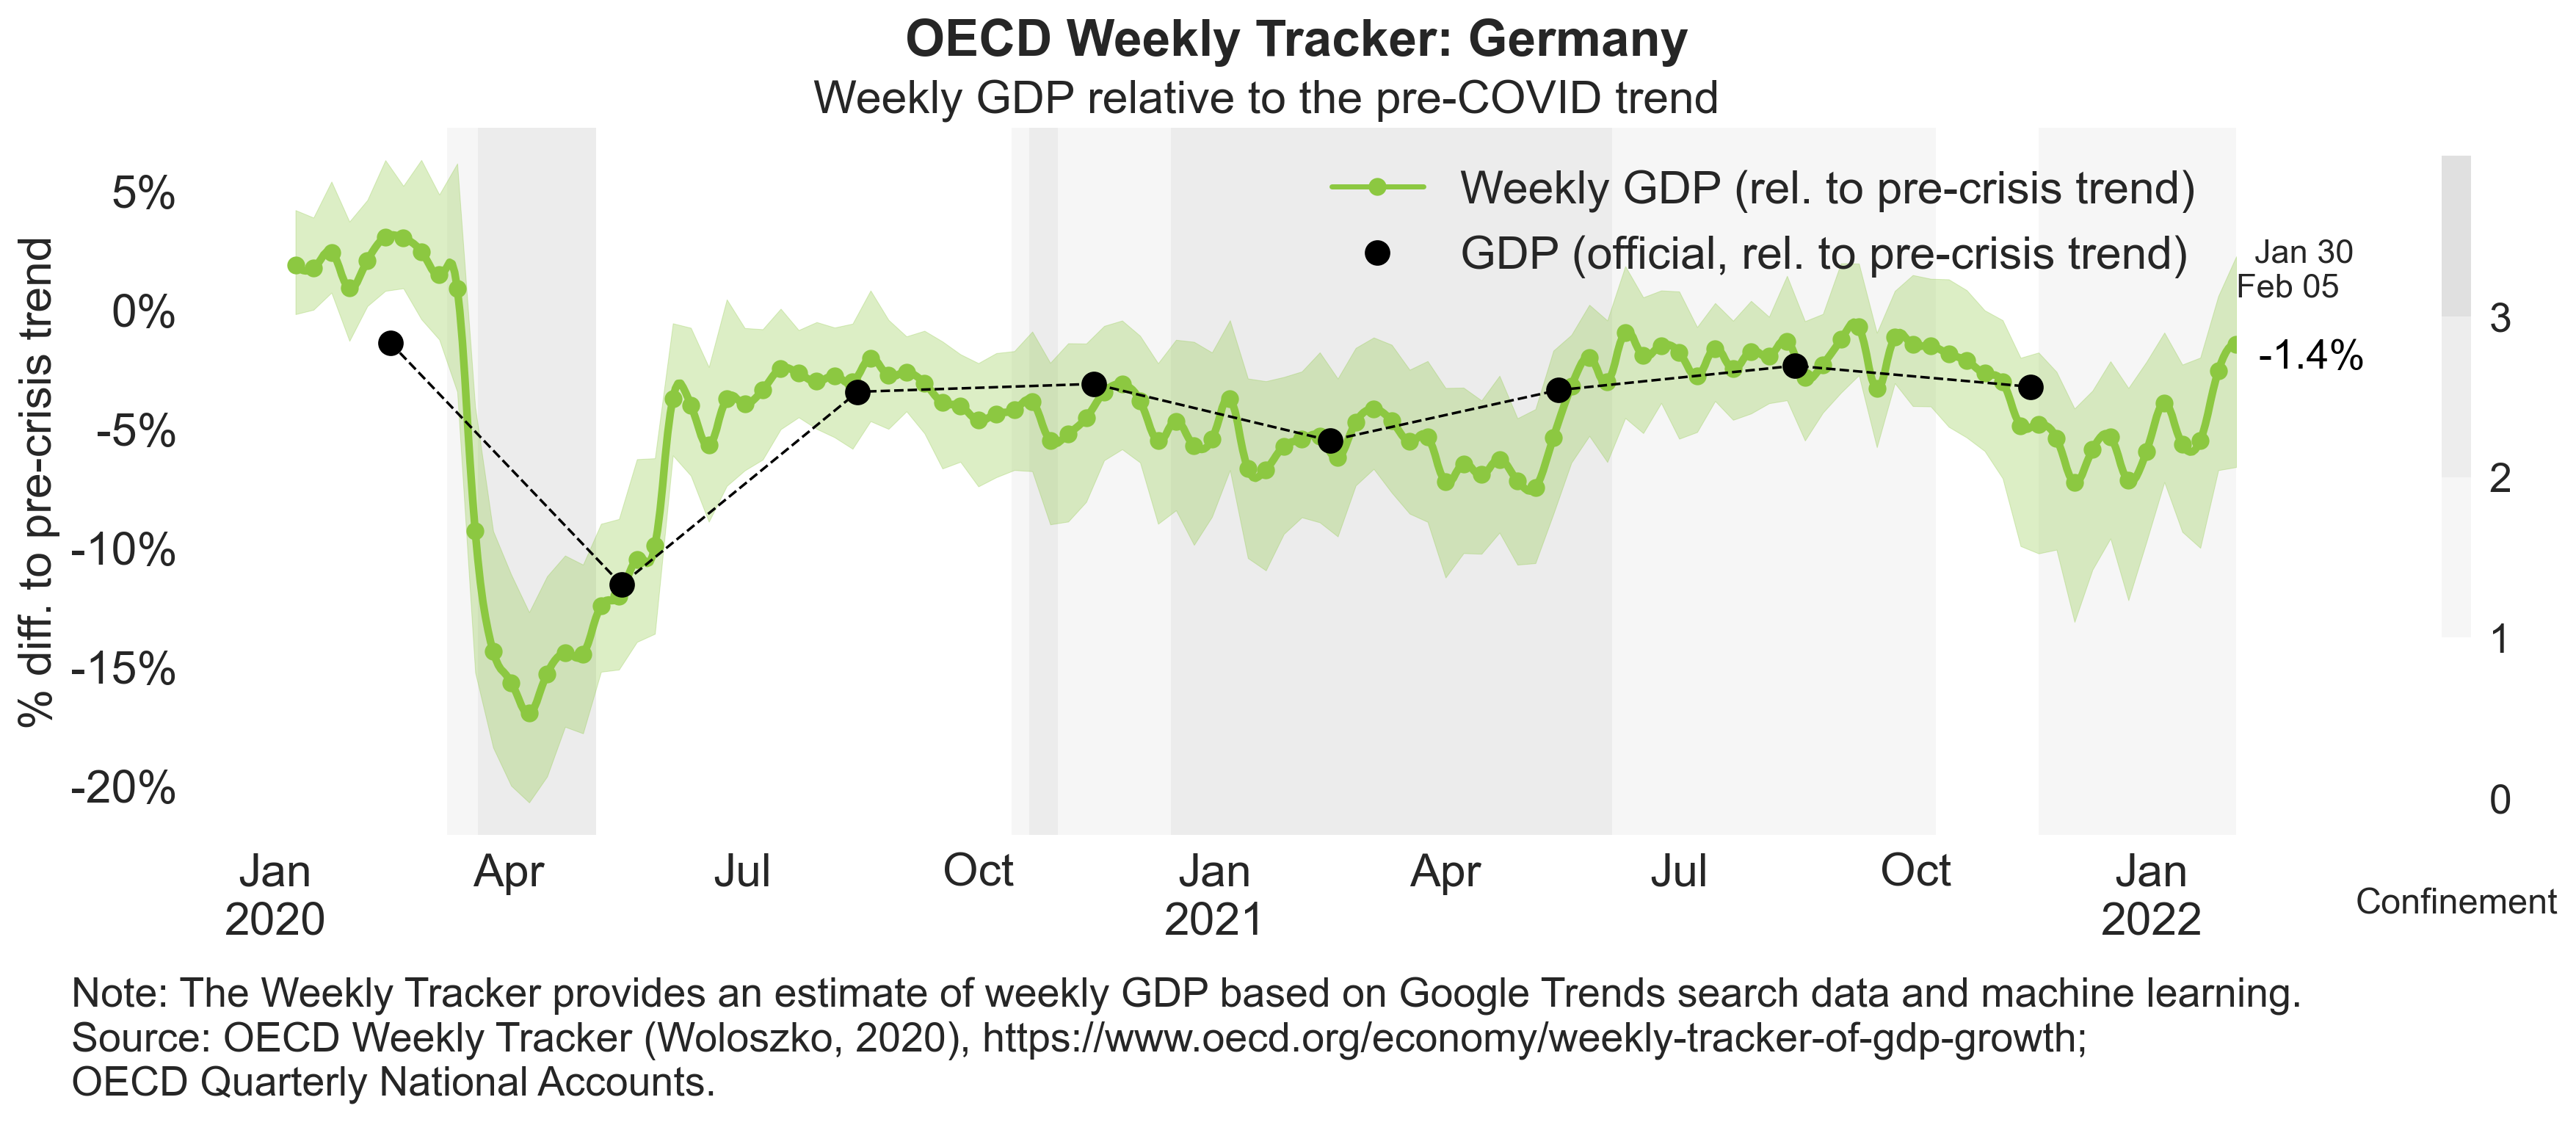 OECD Weekly Tracker: Germany
Weekly GDP relative to the pre-COVID trend
% diff. to pre-crisis trend
5%
0%
-5%
-10%
-15%
-20%
Weekly GDP (rel. to pre-crisis trend)
GDP (official, rel. to pre-crisis trend)
Jan 30
Feb 05
-1.4%
3
2
1
0
Confinement
Jan Apr Jul Oct Jan Apr Jul Oct Jan
2020 2021 2022
Note: The Weekly Tracker provides an estimate of weekly GDP based on Google Trends search data and machine learning.
Source: OECD Weekly Tracker (Woloszko, 2020), https://www.oecd.org/economy/weekly-tracker-of-gdp-growth;
OECD Quarterly National Accounts.